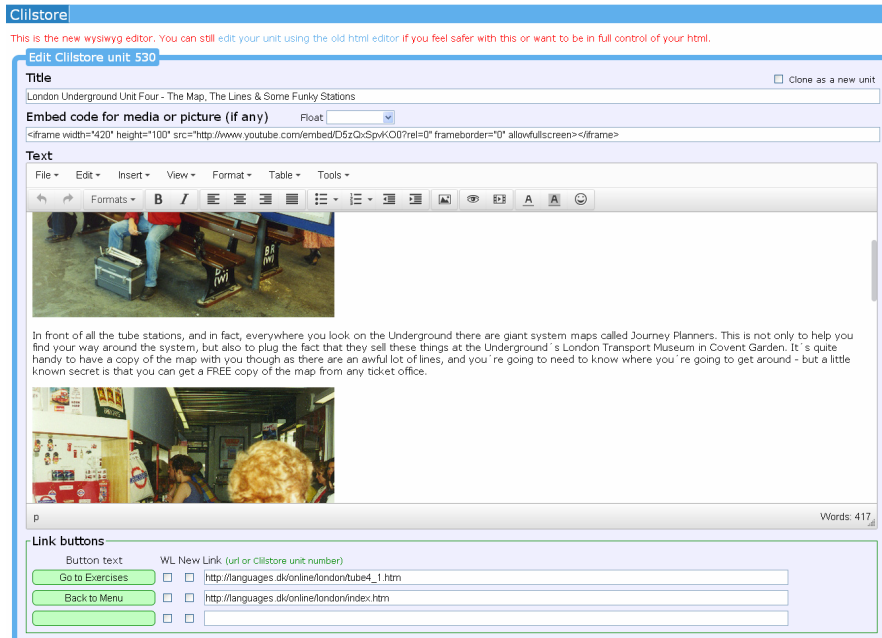 Clilstore
This is the new wysiwyg editor. You can still edit your unit using the old html editor if you feel safer with this or want to be in full control of your html.
Edit Clilstore unit 530
Title
Clone as a new unit
London Underground Unit Four - The Map, The Lines & Some Funky Stations
Embed code for media or picture (if any) Float
<iframe width="420" height="100" src="http://www.youtube.com/embed/D5zQxSpvKO0?rel=0" frameborder="0" allowfullscreen></iframe>
Text
File Edit Insert View Format Table Tools
Formats B I A A
BR
(W)
BR
(W)
In front of all the tube stations, and in fact, everywhere you look on the Underground there are giant system maps called Journey Planners. This is not only to help you
find your way around the system, but also to plug the fact that they sell these things at the Underground´s London Transport Museum in Covent Garden. It´s quite
handy to have a copy of the map with you though as there are an awful lot of lines, and you´re going to need to know where you´re going to get around - but a little
known secret is that you can get a FREE copy of the map from any ticket office.
p Words: 417
Link buttons
Button text WL New Link (url or Clilstore unit number)
Go to Exercises http://languages.dk/online/london/tube4_1.htm
Back to Menu http://languages.dk/online/london/index.htm